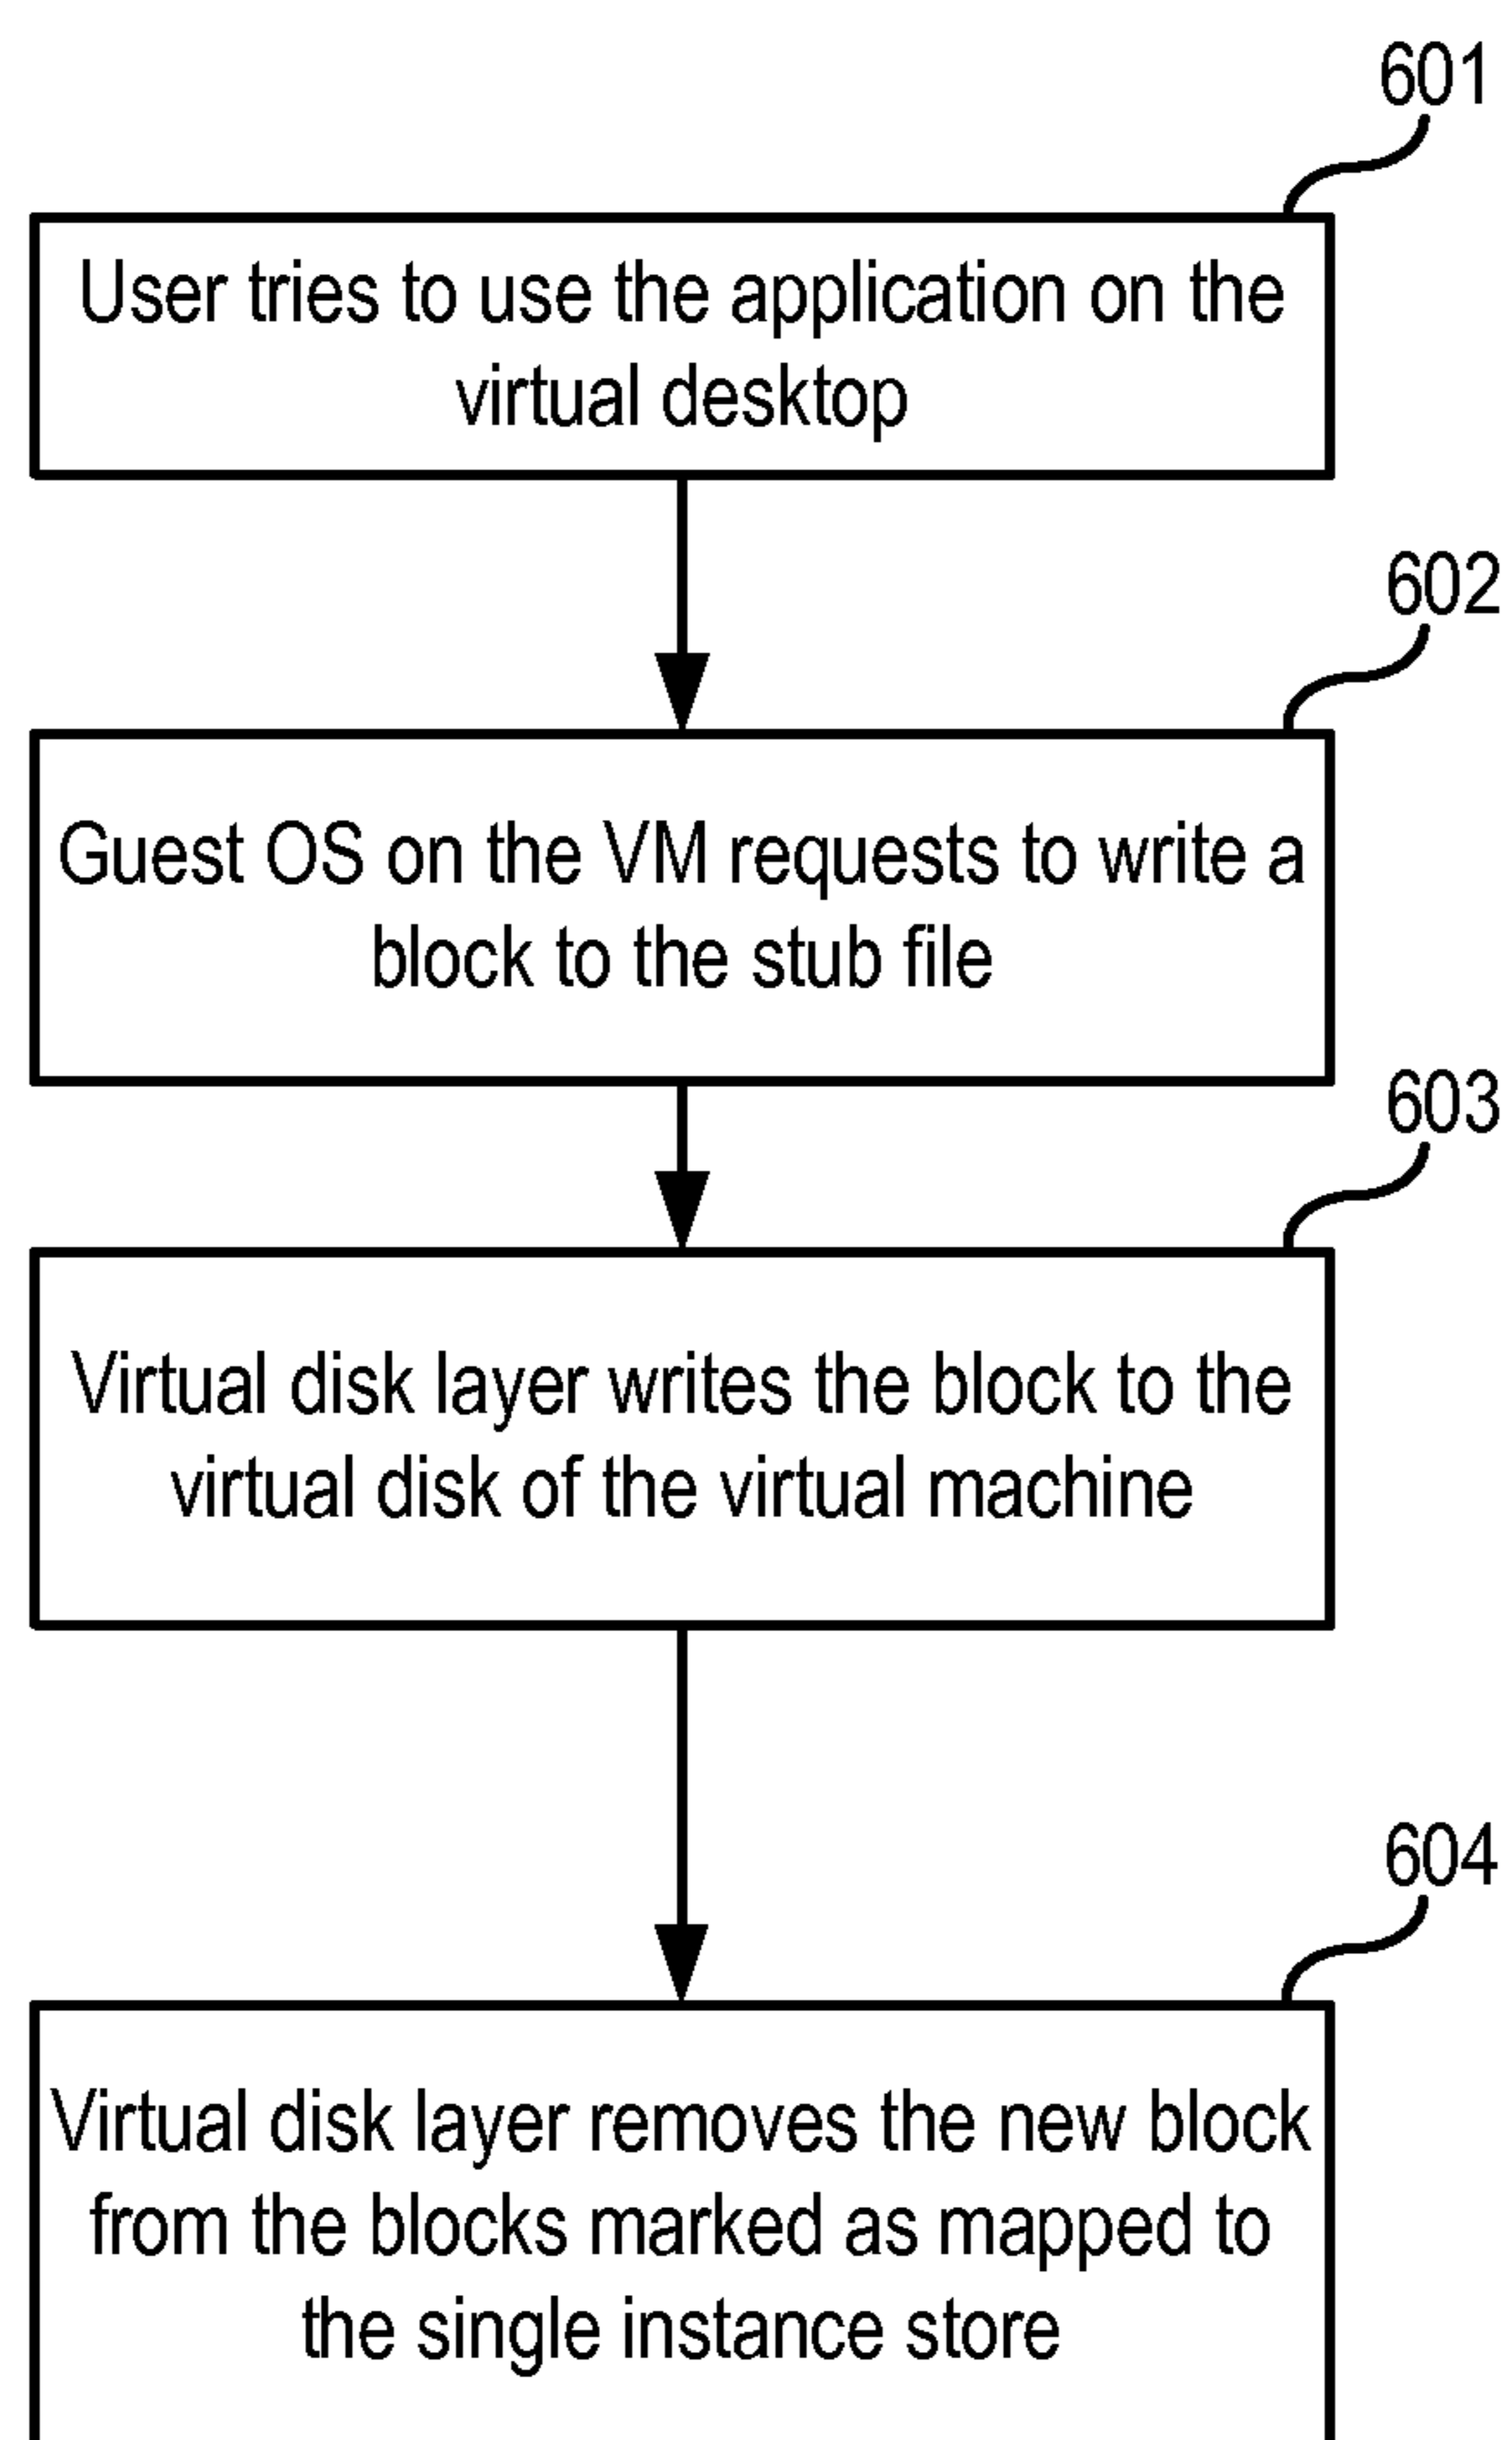 601
User tries to use the application on the
virtual desktop
602
Guest OS on the VM requests to write a
block to the stub file
603
Virtual disk layer writes the block to the
virtual disk of the virtual machine
604
Virtual disk layer removes the new block
from the blocks marked as mapped to
the single instance store